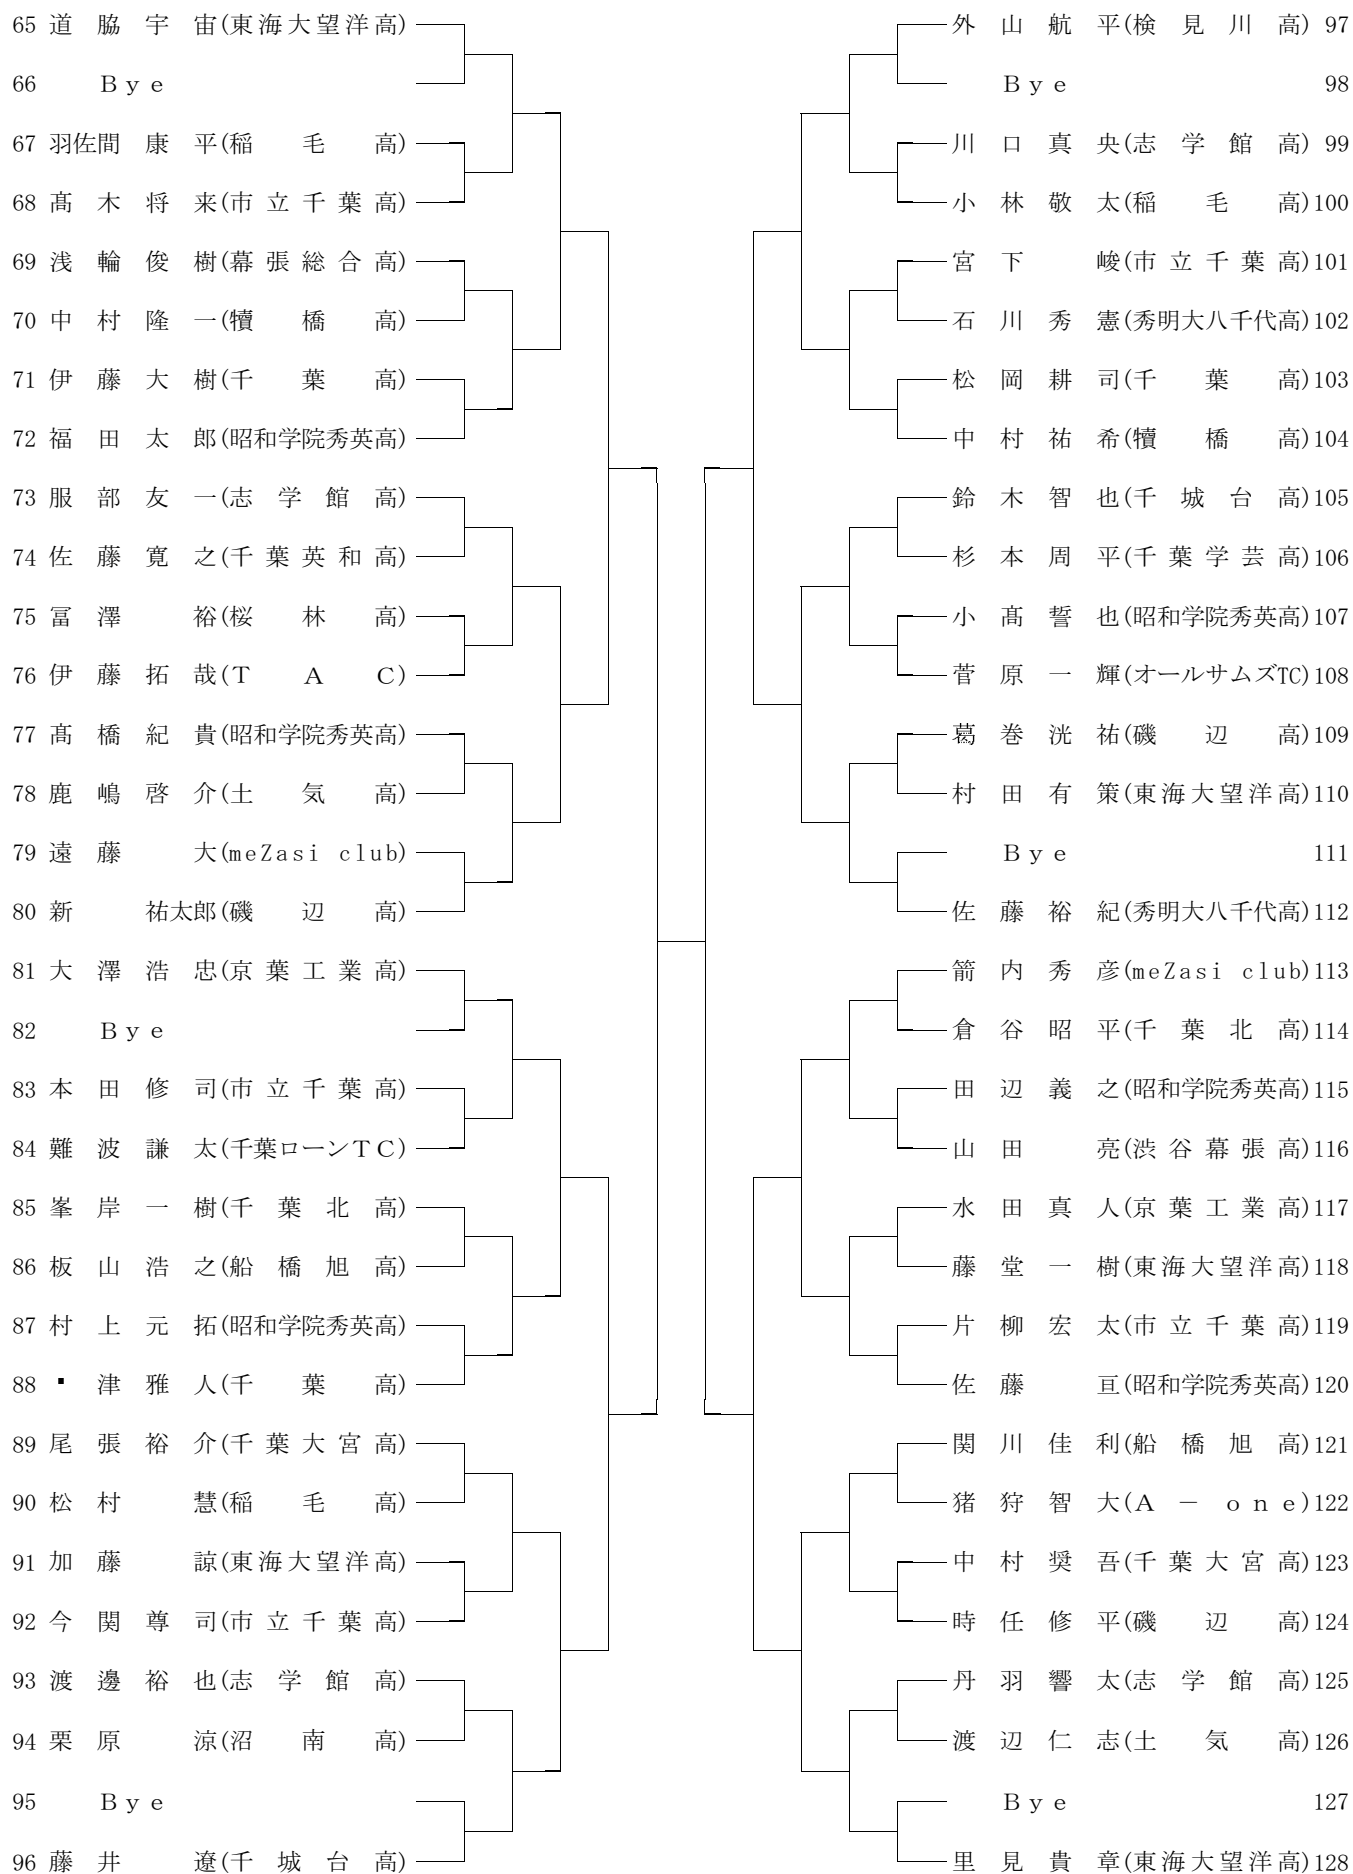 65 道脇宇宙(東海大望洋高)
66 Bye
67 羽佐間康平(稲毛高)
68 髙木将来(市立千葉高)
69 浅輪俊樹(幕張総合高)
70 中村隆一(犢橋高)
71 伊藤大樹(千葉高)
72 福田太郎(昭和学院秀英高)
73 服部友一(志学館高)
74 佐藤寛之(千葉英和高)
75 冨澤裕(桜林高)
76 伊藤拓哉(TAC)
77 髙橋紀貴(昭和学院秀英高)
78 鹿嶋啓介(土気高)
79 遠藤大(meZasi club)
80 新祐太郎(磯辺高)
81 大澤浩忠(京葉工業高)
82 Bye
83 本田修司(市立千葉高)
84 難波謙太(千葉ローンTC)
85 峯岸一樹(千葉北高)
86 板山浩之(船橋旭高)
87 村上元拓(昭和学院秀英高)
88 ・津雅人(千葉高)
89 尾張裕介(千葉大宮高)
90 松村慧(稲毛高)
91 加藤諒(東海大望洋高)
92 今関尊司(市立千葉高)
93 渡邊裕也(志学館高)
94 栗原涼(沼南高)
95 Bye
96 藤井遼(千城台高)
外山航平(検見川高) 97
Bye 98
川口真央(志学館高) 99
小林敬太(稲毛高)100
宮下峻(市立千葉高)101
石川秀憲(秀明大八千代高)102
松岡耕司(千葉高)103
中村祐希(犢橋高)104
鈴木智也(千城台高)105
杉本周平(千葉学芸高)106
小髙誓也(昭和学院秀英高)107
菅原一輝(オールサムズTC)108
葛巻洸祐(磯辺高)109
村田有策(東海大望洋高)110
Bye 111
佐藤裕紀(秀明大八千代高)112
箭内秀彦(meZasi club)113
倉谷昭平(千葉北高)114
田辺義之(昭和学院秀英高)115
山田亮(渋谷幕張高)116
水田真人(京葉工業高)117
藤堂一樹(東海大望洋高)118
片柳宏太(市立千葉高)119
佐藤亘(昭和学院秀英高)120
関川佳利(船橋旭高)121
猪狩智大(A－one)122
中村奨吾(千葉大宮高)123
時任修平(磯辺高)124
丹羽響太(志学館高)125
渡辺仁志(土気高)126
Bye 127
里見貴章(東海大望洋高)128